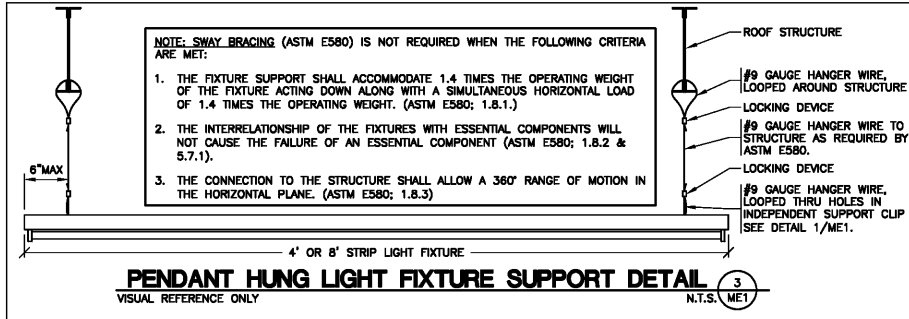 NOTE: SWAY BRACING (ASTM E580) IS NOT REQUIRED WHEN THE FOLLOWING CRITERIA
ARE MET:
1. THE FIXTURE SUPPORT SHALL ACCOMMODATE 1.4 TIMES THE OPERATING WEIGHT
OF THE FIXTURE ACTING DOWN ALONG WITH A SIMULTANEOUS HORIZONTAL LOAD
OF 1.4 TIMES THE OPERATING WEIGHT. (ASTM E580; 1.8.1.)
2. THE INTERRELATIONSHIP OF THE FIXTURES WITH ESSENTIAL COMPONENTS WILL
NOT CAUSE THE FAILURE OF AN ESSENTIAL COMPONENT (ASTM E580; 1.8.2 &
5.7.1).
3. THE CONNECTION TO THE STRUCTURE SHALL ALLOW A 360° RANGE OF MOTION IN
THE HORIZONTAL PLANE. (ASTM E580; 1.8.3)
ROOF STRUCTURE
#9 GAUGE HANGER WIRE,
LOOPED AROUND STRUCTURE
LOCKING DEVICE
#9 GAUGE HANGER WIRE TO
STRUCTURE AS REQUIRED BY
ASTM E580.
LOCKING DEVICE
#9 GAUGE HANGER WIRE,
LOOPED THRU HOLES IN
INDEPENDENT SUPPORT CLIP
SEE DETAIL 1/ME1.
6"MAX
4' OR 8' STRIP LIGHT FIXTURE
PENDANT HUNG LIGHT FIXTURE SUPPORT DETAIL
3
ME1
VISUAL REFERENCE ONLY
N.T.S.